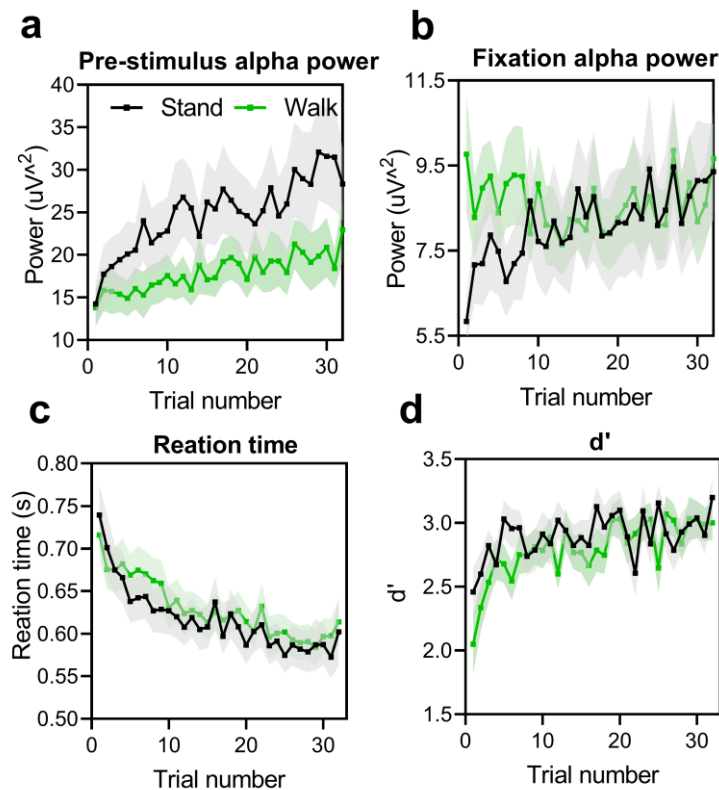 a
Pre-stimulus alpha power
Stand Walk
Power (uV^2)
40
35
30
25
20
15
10
0 10 20 30
Trial number
b
Fixation alpha power
Power (uV^2)
11.5
9.5
7.5
5.5
0 10 20 30
Trial number
c
Reation time
Reation time (s)
0.80
0.75
0.70
0.65
0.60
0.55
0.50
0 10 20 30
Trial number
d
d'
d'
3.5
3.0
2.5
2.0
1.5
0 10 20 30
Trial number